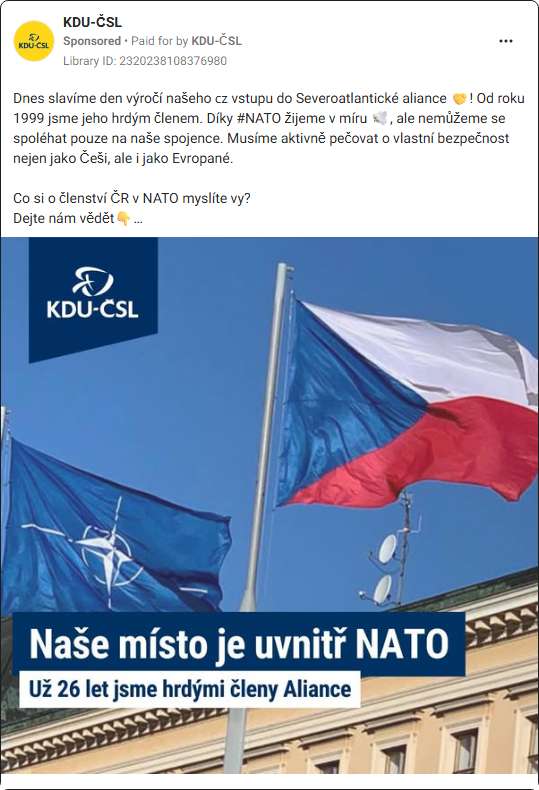 KDU-ČSL
KDU-ČSL
Sponsored • Paid for by KDU-ČSL
Library ID: 2320238108376980
Dnes slavíme den výročí našeho cz vstupu do Severoatlantické aliance 🤝! Od roku
1999 jsme jeho hrdým členem. Díky #NATO žijeme v míru 🕊️, ale nemůžeme se
spoléhat pouze na naše spojence. Musíme aktivně pečovat o vlastní bezpečnost
nejen jako Češi, ale i jako Evropané.
Co si o členství ČR v NATO myslíte vy?
Dejte nám vědět👇 ...
KDU-ČSL
Naše místo je uvnitř NATO
Už 26 let jsme hrdými členy Aliance